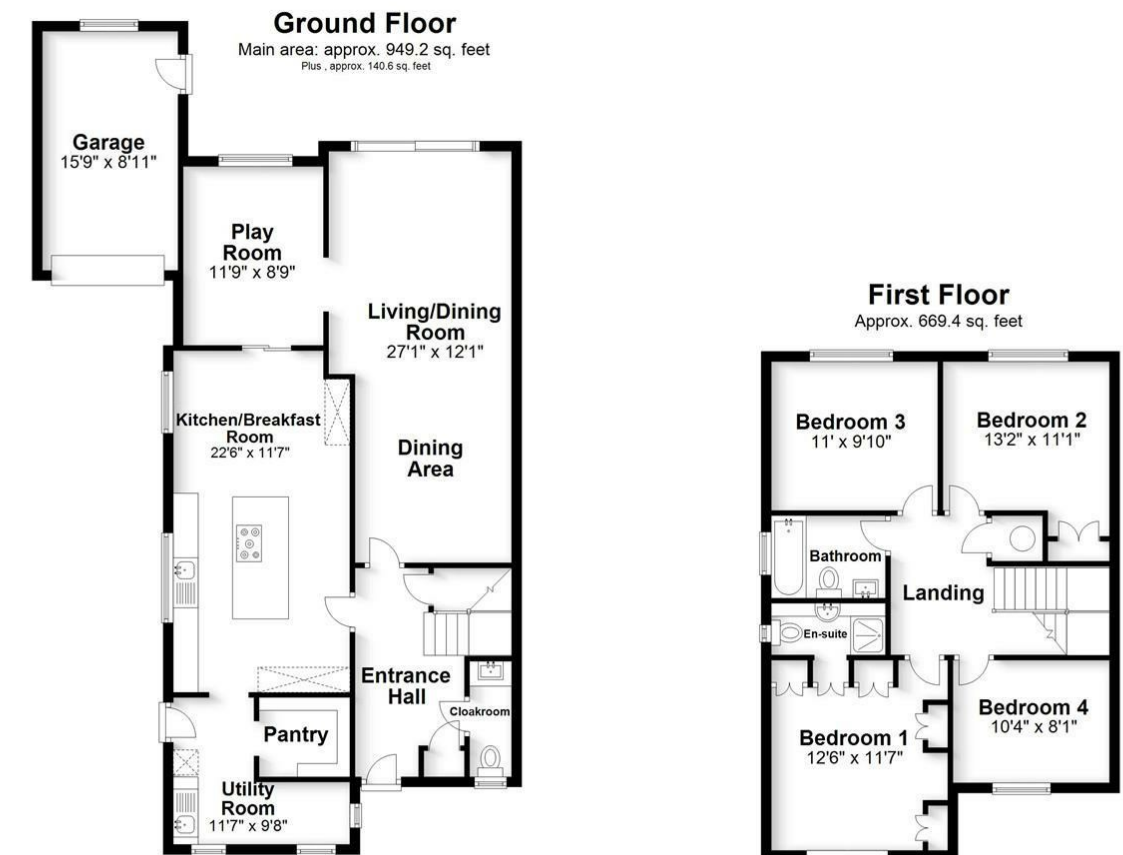 Ground Floor
Main area: approx. 949.2 sq. feet
Plus , approx. 140.6 sq. feet
Garage
15'9" x 8'11"
Play
Room
11'9" x 8'9"
Living/Dining
Room
27'1" x 12'1"
Kitchen/Breakfast
Room
22'6" x 11'7"
Dining
Area
Entrance
Hall
Cloakroom
Pantry
Utility
Room
11'7" x 9'8"
First Floor
Approx. 669.4 sq. feet
Bedroom 3
11' x 9'10"
Bedroom 2
13'2" x 11'1"
Bathroom
Landing
En-suite
Bedroom 1
12'6" x 11'7"
Bedroom 4
10'4" x 8'1"